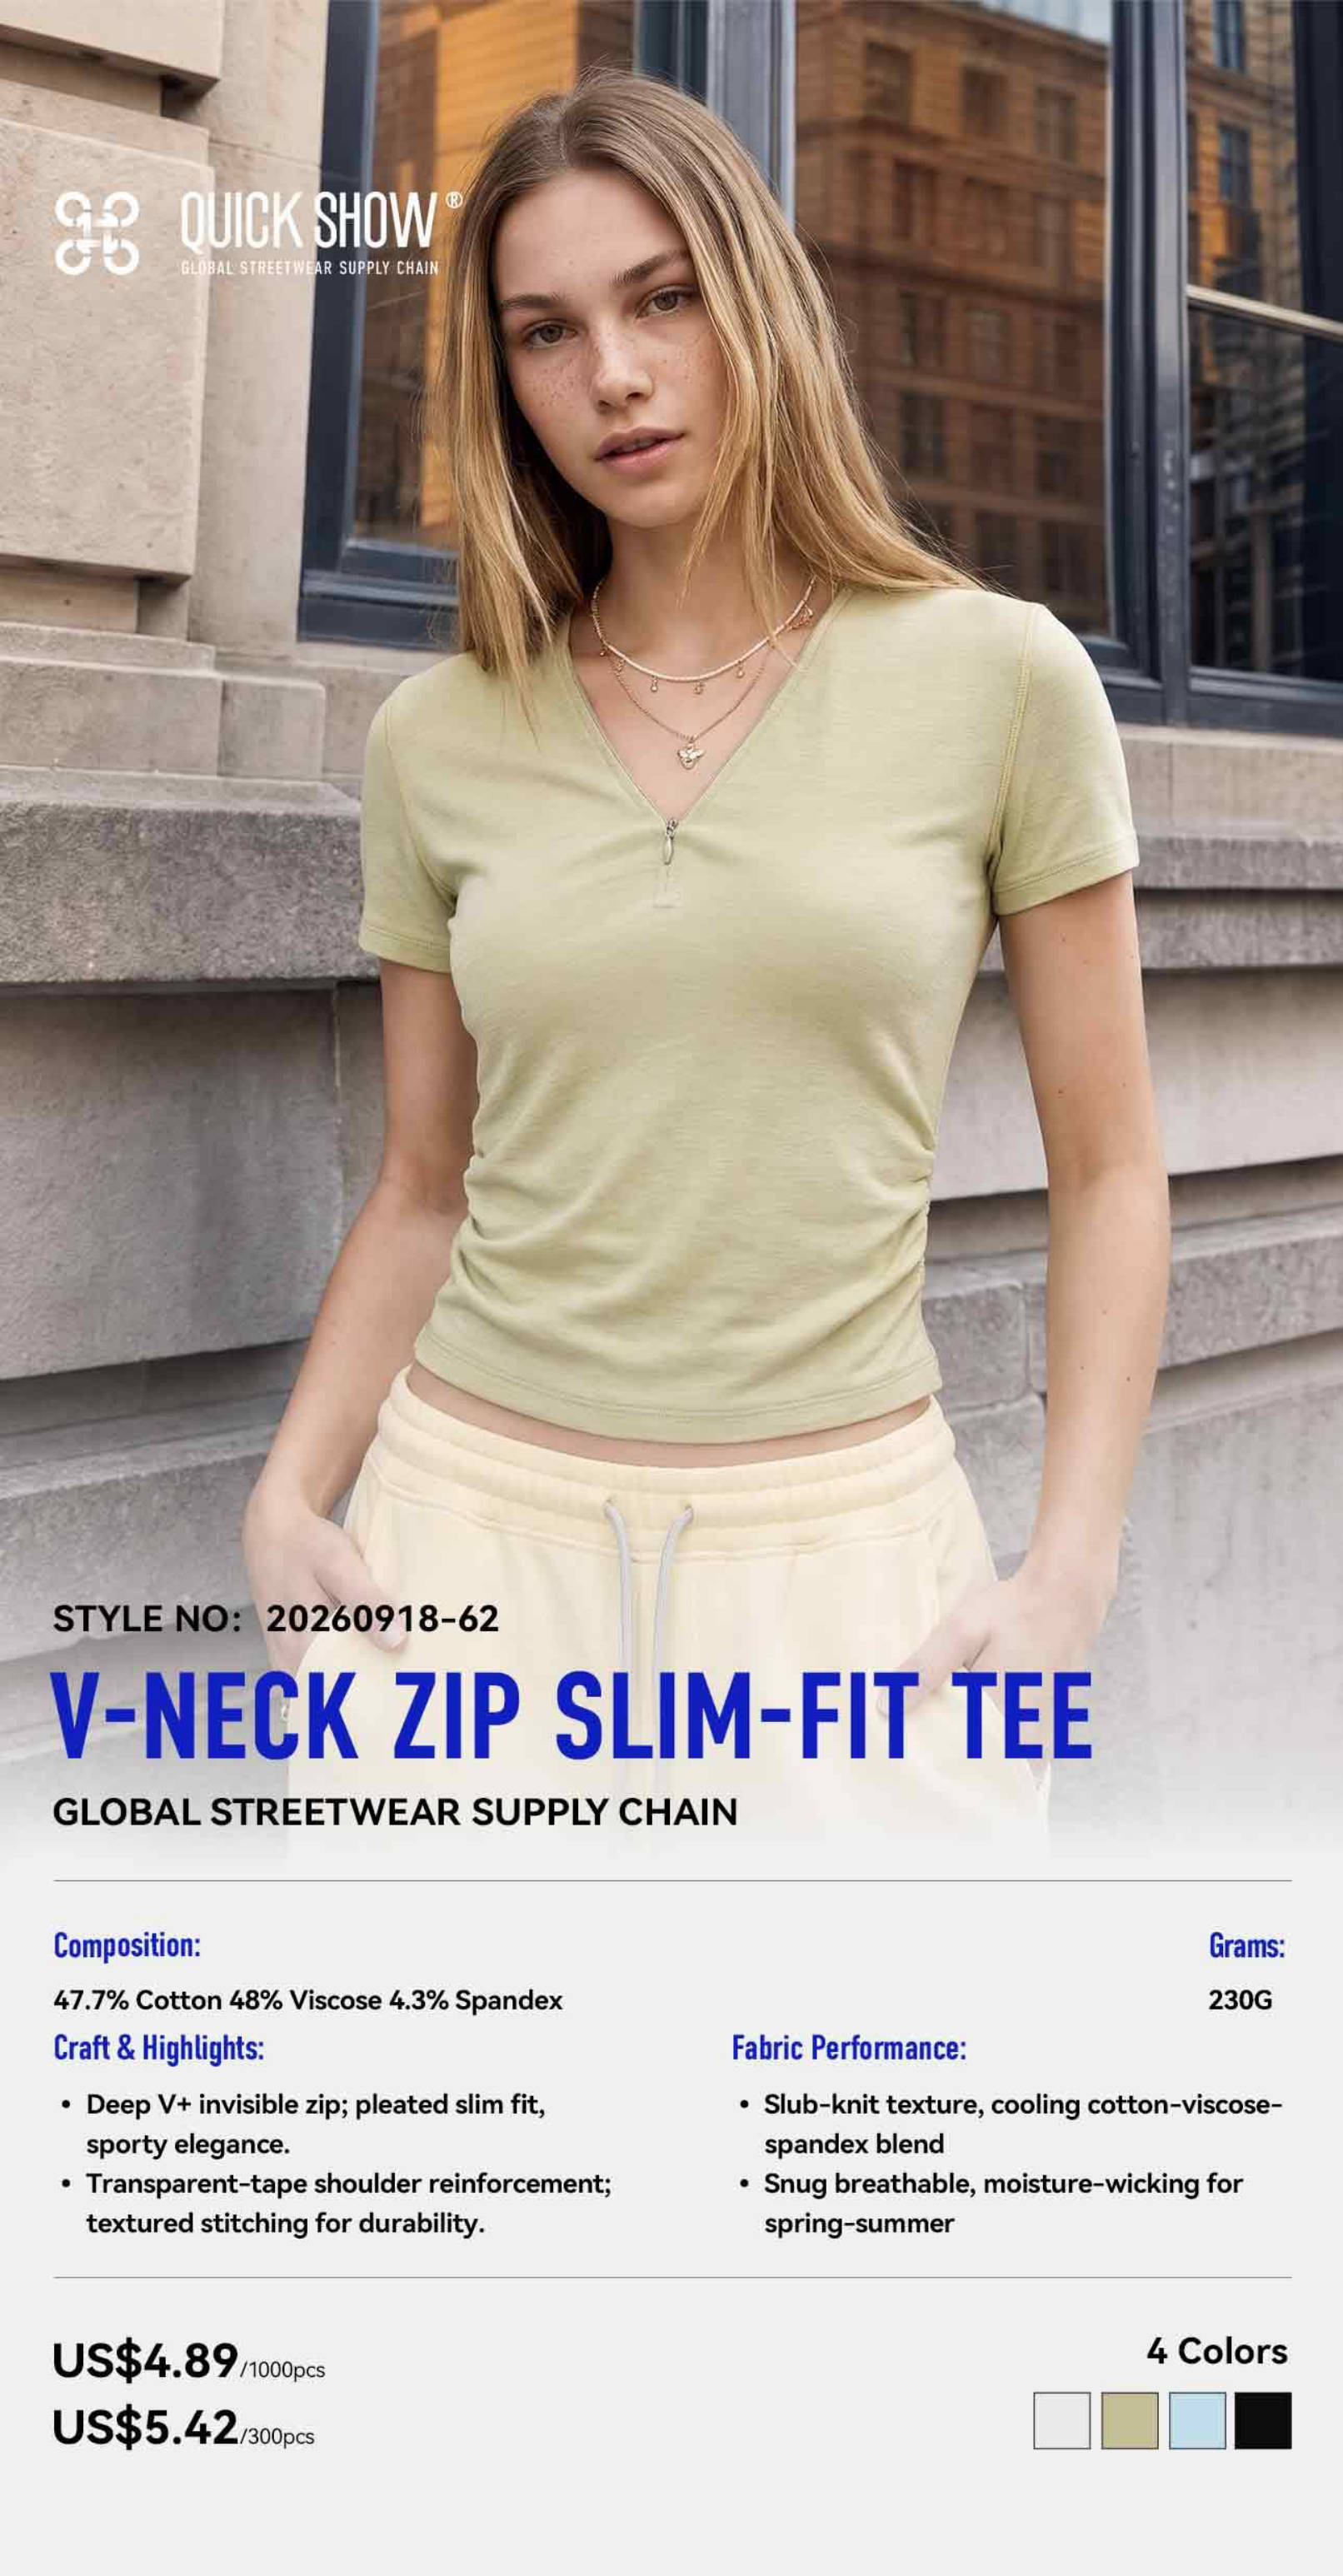 QUICK SHOW®
GLOBAL STREETWEAR SUPPLY CHAIN
STYLE NO: 20260918-62
V-NECK ZIP SLIM-FIT TEE
GLOBAL STREETWEAR SUPPLY CHAIN
Composition:
47.7% Cotton 48% Viscose 4.3% Spandex
Grams:
230G
Craft & Highlights:
• Deep V+ invisible zip; pleated slim fit,
sporty elegance.
• Transparent-tape shoulder reinforcement;
textured stitching for durability.
Fabric Performance:
• Slub-knit texture, cooling cotton-viscose-
spandex blend
• Snug breathable, moisture-wicking for
spring-summer
US$4.89/1000pcs
US$5.42/300pcs
4 Colors